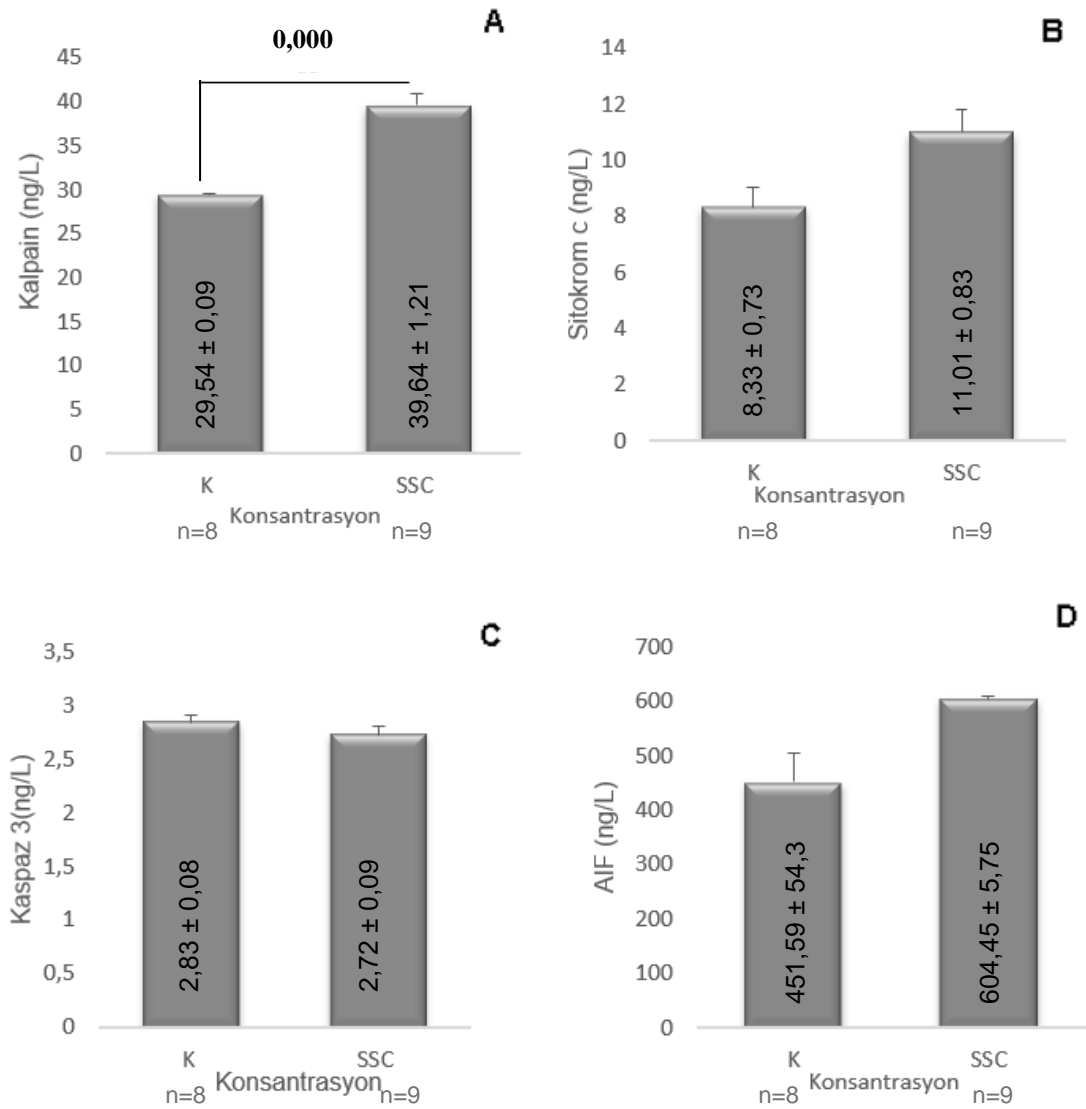 A
0,000
45
40
35
30
25
20
15
10
5
0
Kalpain (ng/L)
29,54 ± 0,09
39,64 ± 1,21
K
SSC
Konsantrasyon
n=8
n=9
B
14
12
10
8
6
4
2
0
Sitokrom c (ng/L)
8,33 ± 0,73
11,01 ± 0,83
K
SSC
Konsantrasyon
n=8
n=9
C
3,5
3
2,5
2
1,5
1
0,5
0
Kaspaz 3(ng/L)
2,83 ± 0,08
2,72 ± 0,09
K
SSC
Konsantrasyon
n=8
n=9
D
700
600
500
400
300
200
100
0
AIF (ng/L)
451,59 ± 54,3
604,45 ± 5,75
K
SSC
Konsantrasyon
n=8
n=9